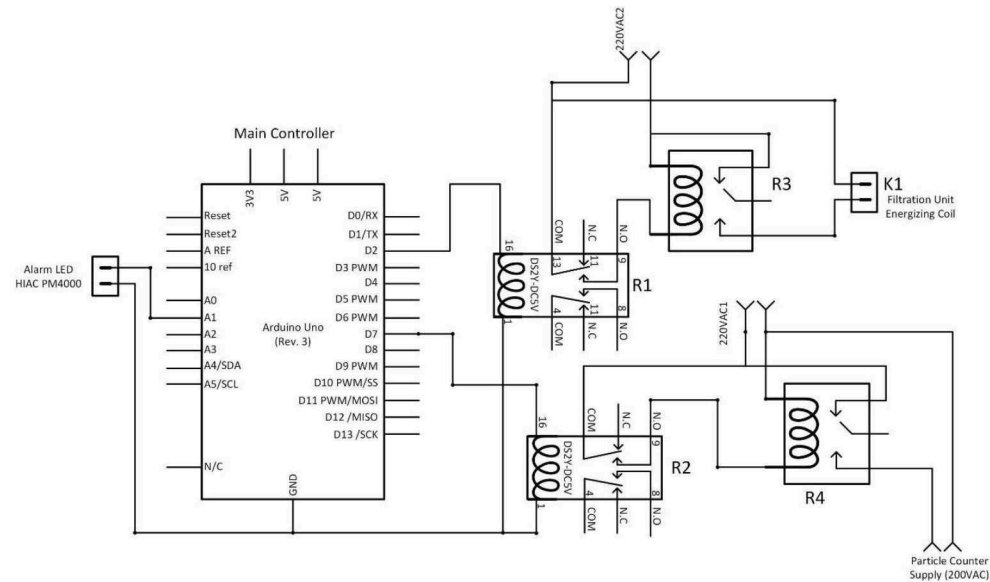 220VAC2
Main Controller
3V3
5V
5V
Reset
Reset2
A REF
10 ref
A0
A1
A2
A3
A4/SDA
A5/SCL
N/C
Arduino Uno
(Rev. 3)
D0/RX
D1/TX
D2
D3 PWM
D4
D5 PWM
D6 PWM
D7
D8
D9 PWM
D10 PWM/SS
D11 PWM/MOSI
D12 /MISO
D13 /SCK
GND
Alarm LED
HIAC PM4000
R3
K1
Filtration Unit
Energizing Coil
COM
N.C
N.O
16
13
11
9
DS2Y-DC5V
R1
1
4
11
8
COM
N.C
N.O
220VAC1
COM
N.C
N.O
16
9
DS2Y-DC5V
R2
1
4
8
COM
N.C
N.O
R4
Particle Counter
Supply (200VAC)